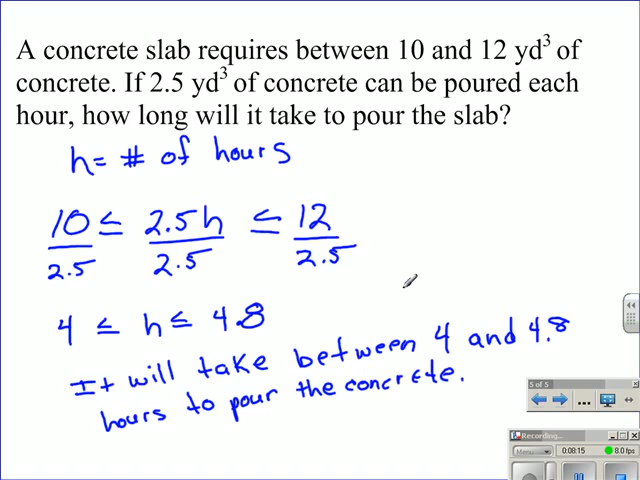 A concrete slab requires between 10 and 12 yd³ of
concrete. If 2.5 yd³ of concrete can be poured each
hour, how long will it take to pour the slab?
h = # of hours
10 ≤ 2.5h ≤ 12
2.5 2.5 2.5
4 ≤ h ≤ 4.8
It will take between 4 and 4.8
hours to pour the concrete.
5 of 5
...
Recording...
Menu
0:08:15
8.0 fps